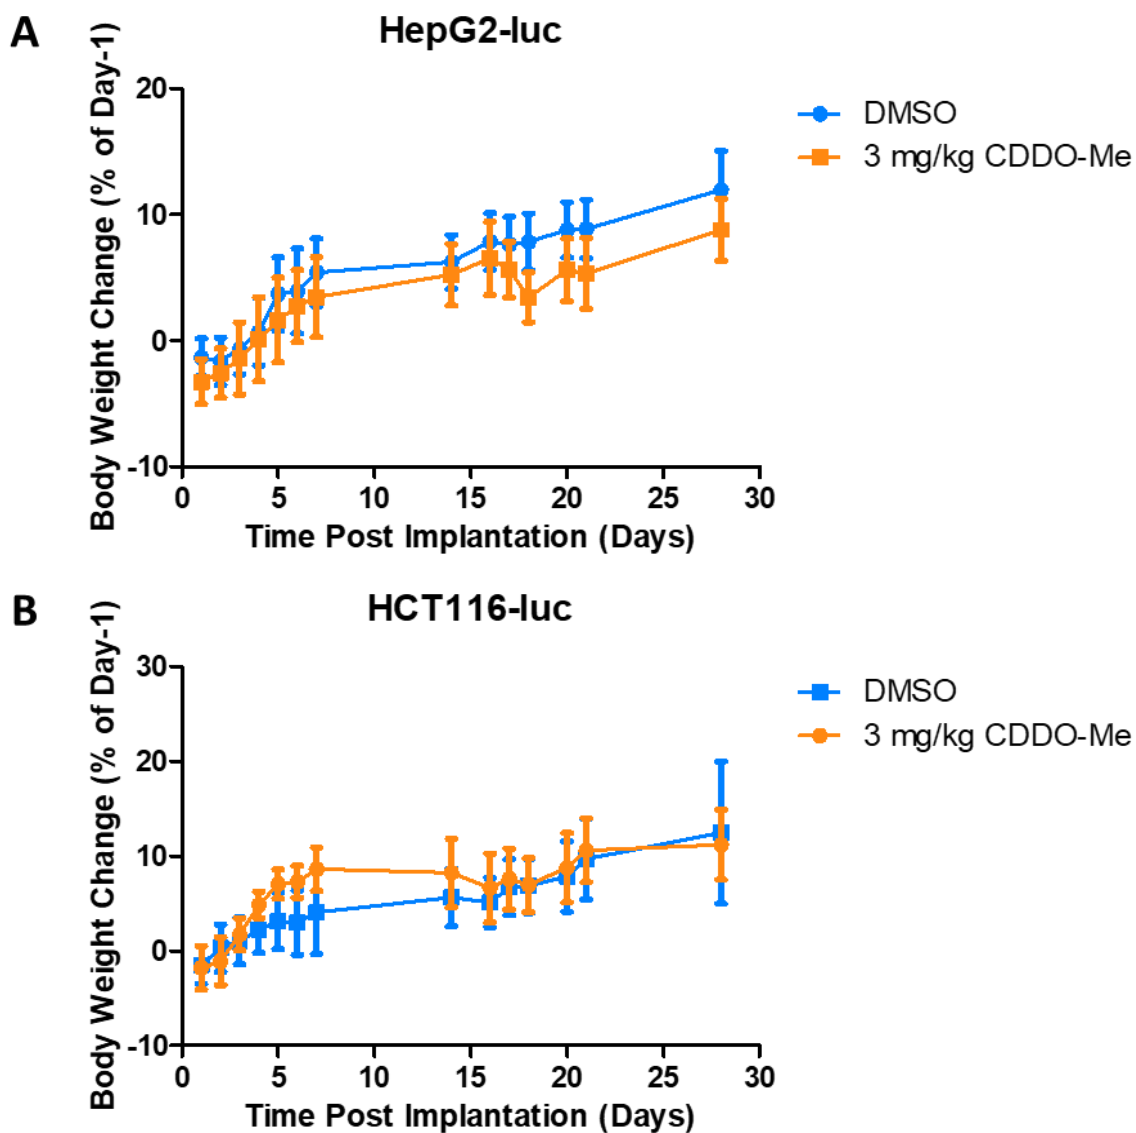 A
HepG2-luc
Body Weight Change (% of Day-1)
20
10
0
-10
0 5 10 15 20 25 30
Time Post Implantation (Days)
DMSO
3 mg/kg CDDO-Me
B
HCT116-luc
Body Weight Change (% of Day-1)
30
20
10
0
-10
0 5 10 15 20 25 30
Time Post Implantation (Days)
DMSO
3 mg/kg CDDO-Me